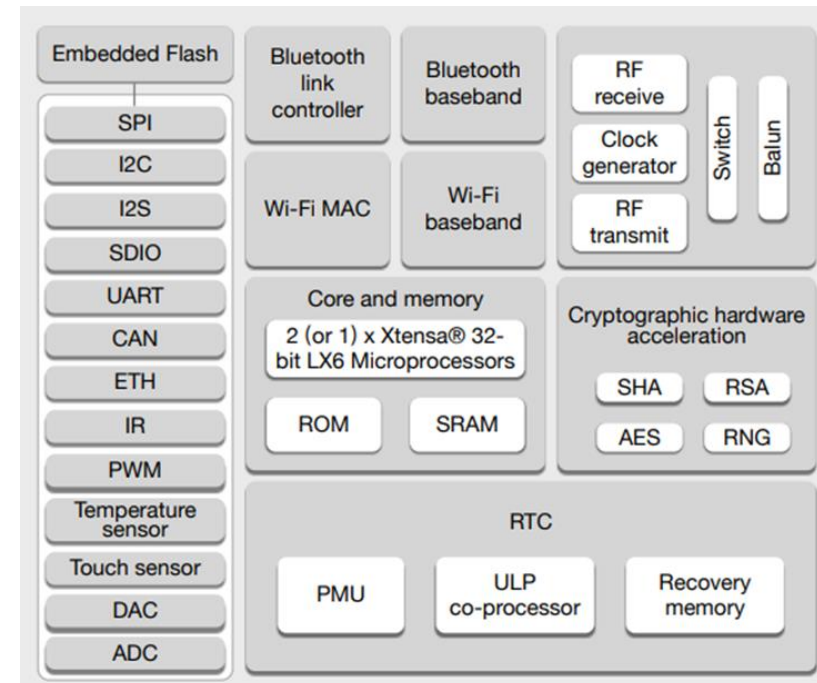 Embedded Flash
SPI
I2C
I2S
SDIO
UART
CAN
ETH
IR
PWM
Temperature
sensor
Touch sensor
DAC
ADC
Bluetooth
link
controller
Bluetooth
baseband
Wi-Fi MAC
Wi-Fi
baseband
RF
receive
Clock
generator
RF
transmit
Switch
Balun
Core and memory
2 (or 1) x Xtensa® 32-
bit LX6 Microprocessors
ROM
SRAM
Cryptographic hardware
acceleration
SHA
RSA
AES
RNG
RTC
PMU
ULP
co-processor
Recovery
memory